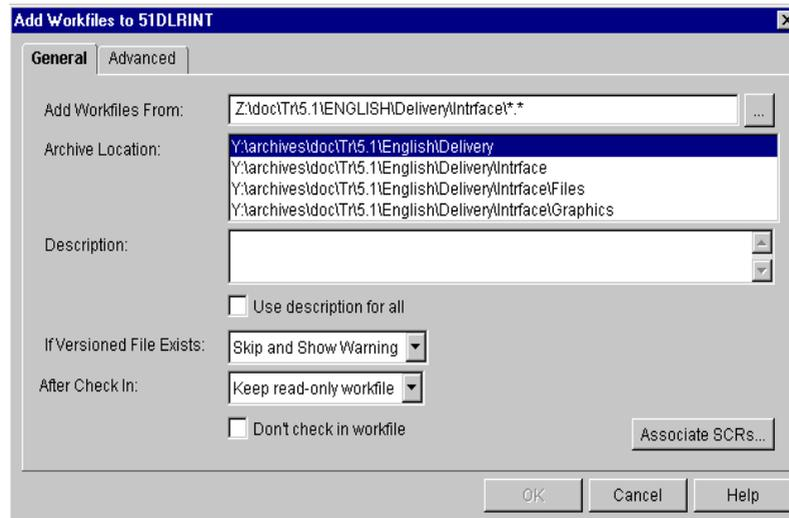 Add Workfiles to 51DLRINT
General Advanced
Add Workfiles From: Z:\doc\Tr\5.1\ENGLISH\Delivery\Intrface\*.* ...
Archive Location: Y:\archives\doc\Tr\5.1\English\Delivery
Y:\archives\doc\Tr\5.1\English\Delivery\Intrface
Y:\archives\doc\Tr\5.1\English\Delivery\Intrface\Files
Y:\archives\doc\Tr\5.1\English\Delivery\Intrface\Graphics
Description:
Use description for all
If Versioned File Exists: Skip and Show Warning
After Check In: Keep read-only workfile
Don't check in workfile
Associate SCRs...
OK Cancel Help